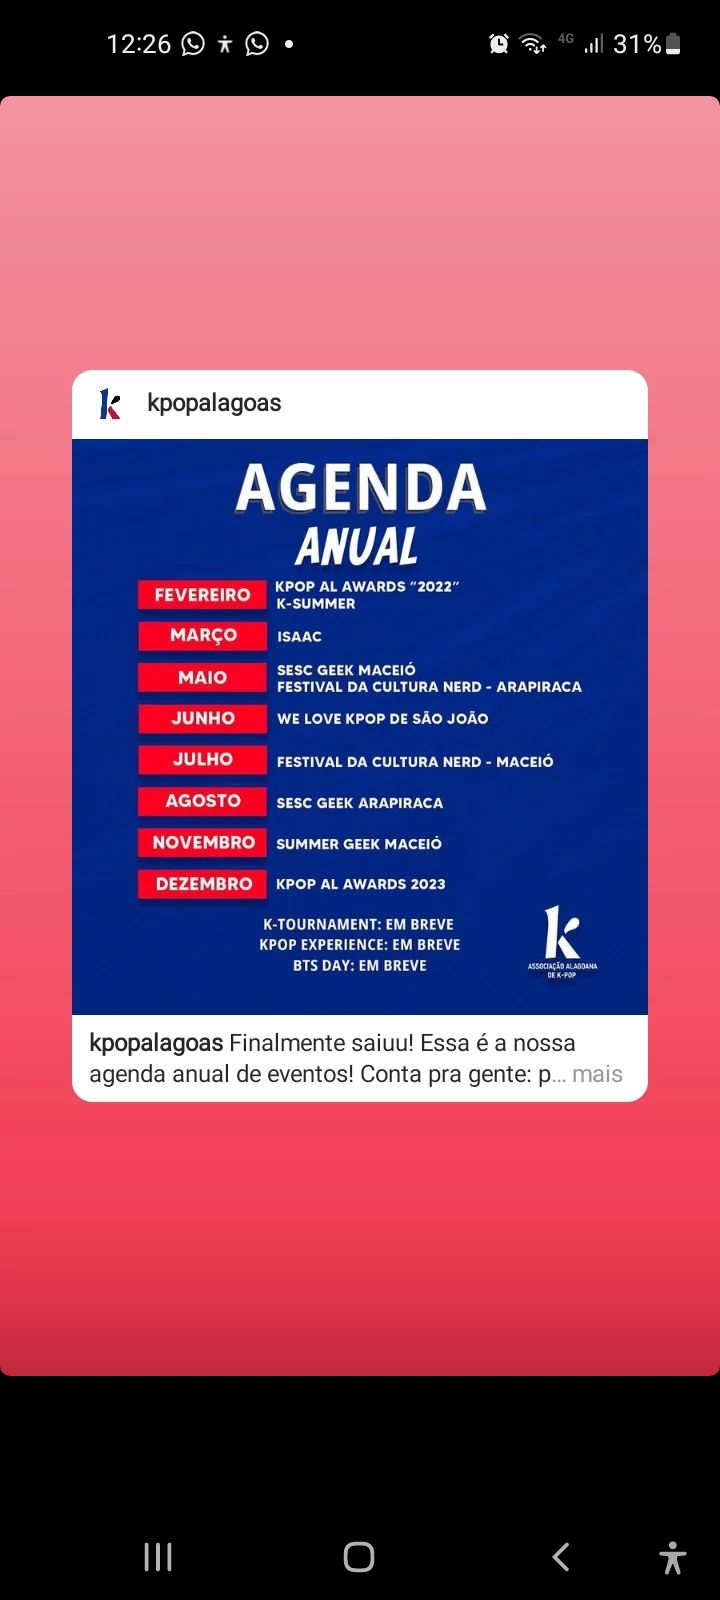 12:26
4G
31%
kpopalagoas
AGENDA
ANUAL
FEVEREIRO
KPOP AL AWARDS “2022”
K-SUMMER
MARÇO
ISAAC
MAIO
SESC GEEK MACEIÓ
FESTIVAL DA CULTURA NERD - ARAPIRACA
JUNHO
WE LOVE KPOP DE SÃO JOÃO
JULHO
FESTIVAL DA CULTURA NERD - MACEIÓ
AGOSTO
SESC GEEK ARAPIRACA
NOVEMBRO
SUMMER GEEK MACEIÓ
DEZEMBRO
KPOP AL AWARDS 2023
K-TOURNAMENT: EM BREVE
KPOP EXPERIENCE: EM BREVE
BTS DAY: EM BREVE
k
ASSOCIAÇÃO ALAGOANA
DE K-POP
kpopalagoas Finalmente saiuu! Essa é a nossa
agenda anual de eventos! Conta pra gente: p... mais